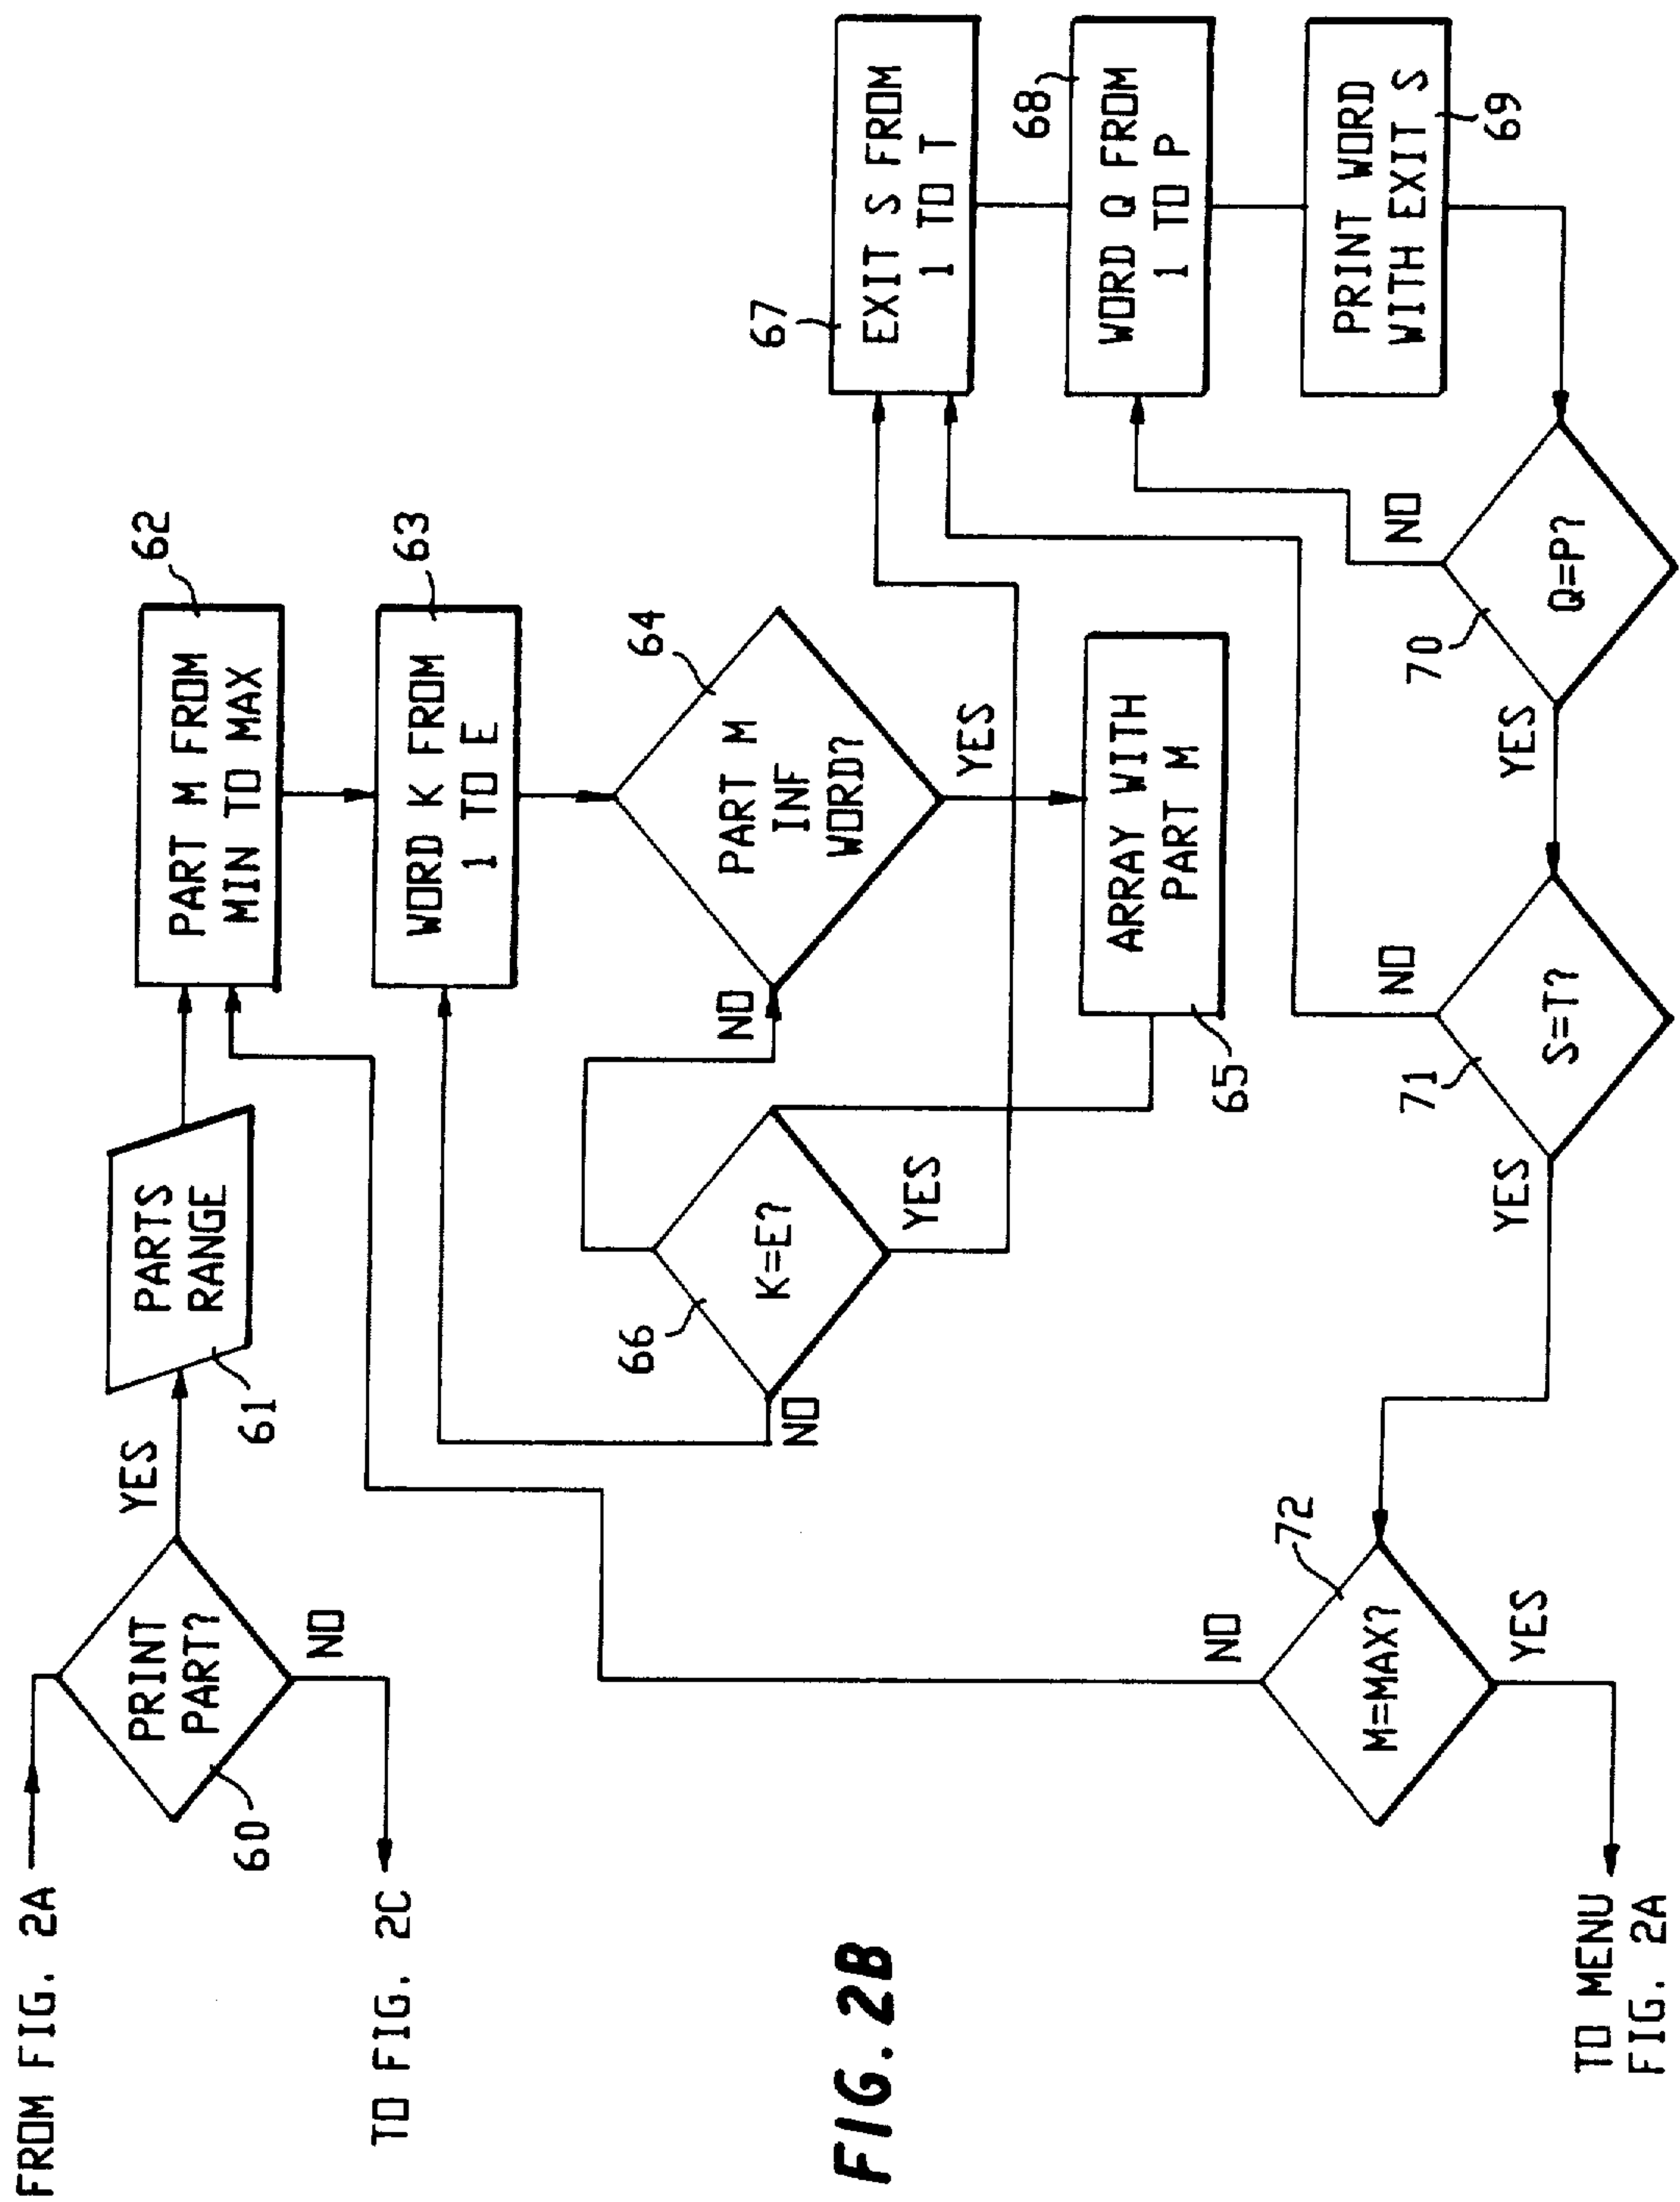 FROM FIG. 2A
PRINT
PART?
60
YES
NO
TO FIG. 2C
PARTS
RANGE
61
PART M FROM
MIN TO MAX
62
WORD K FROM
1 TO E
63
PART M
INF
WORD?
64
NO
YES
ARRAY WITH
PART M
65
K=E?
66
NO
YES
EXIT S FROM
1 TO T
67
WORD Q FROM
1 TO P
68
PRINT WORD
WITH EXIT S
69
Q=P?
70
NO
YES
S=T?
71
NO
YES
M=MAX?
72
NO
YES
TO MENU
FIG. 2A
FIG. 2B